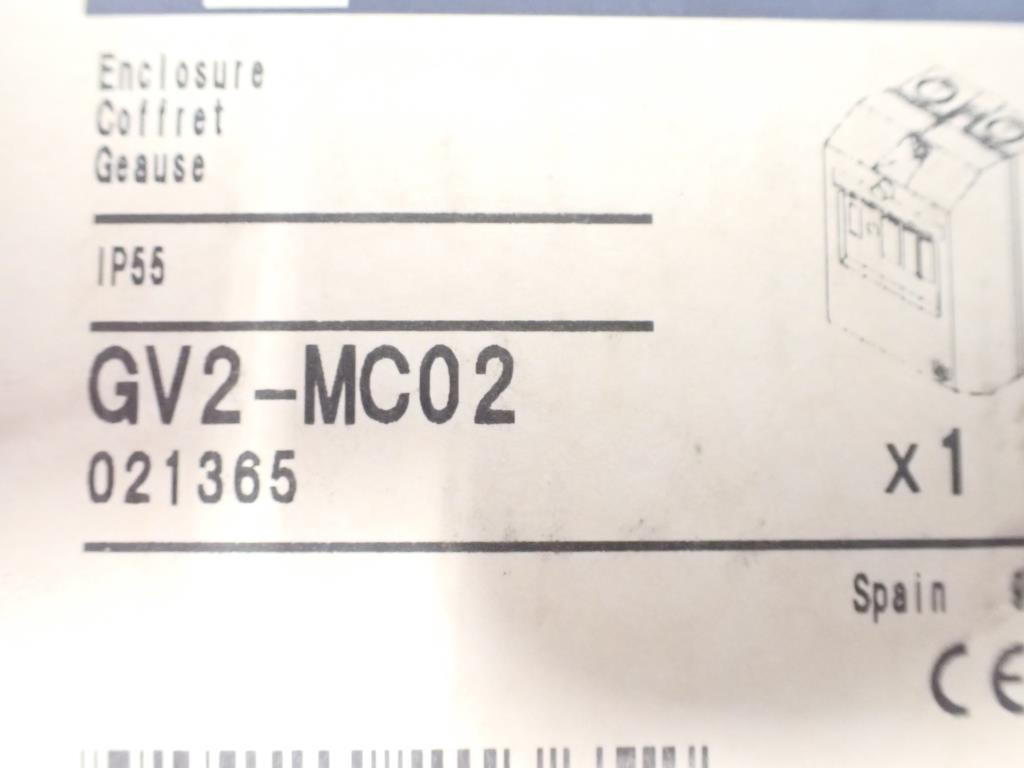 Enclosure
Coffret
Geause
IP55
GV2-MC02
021365
x1
Spain
CE